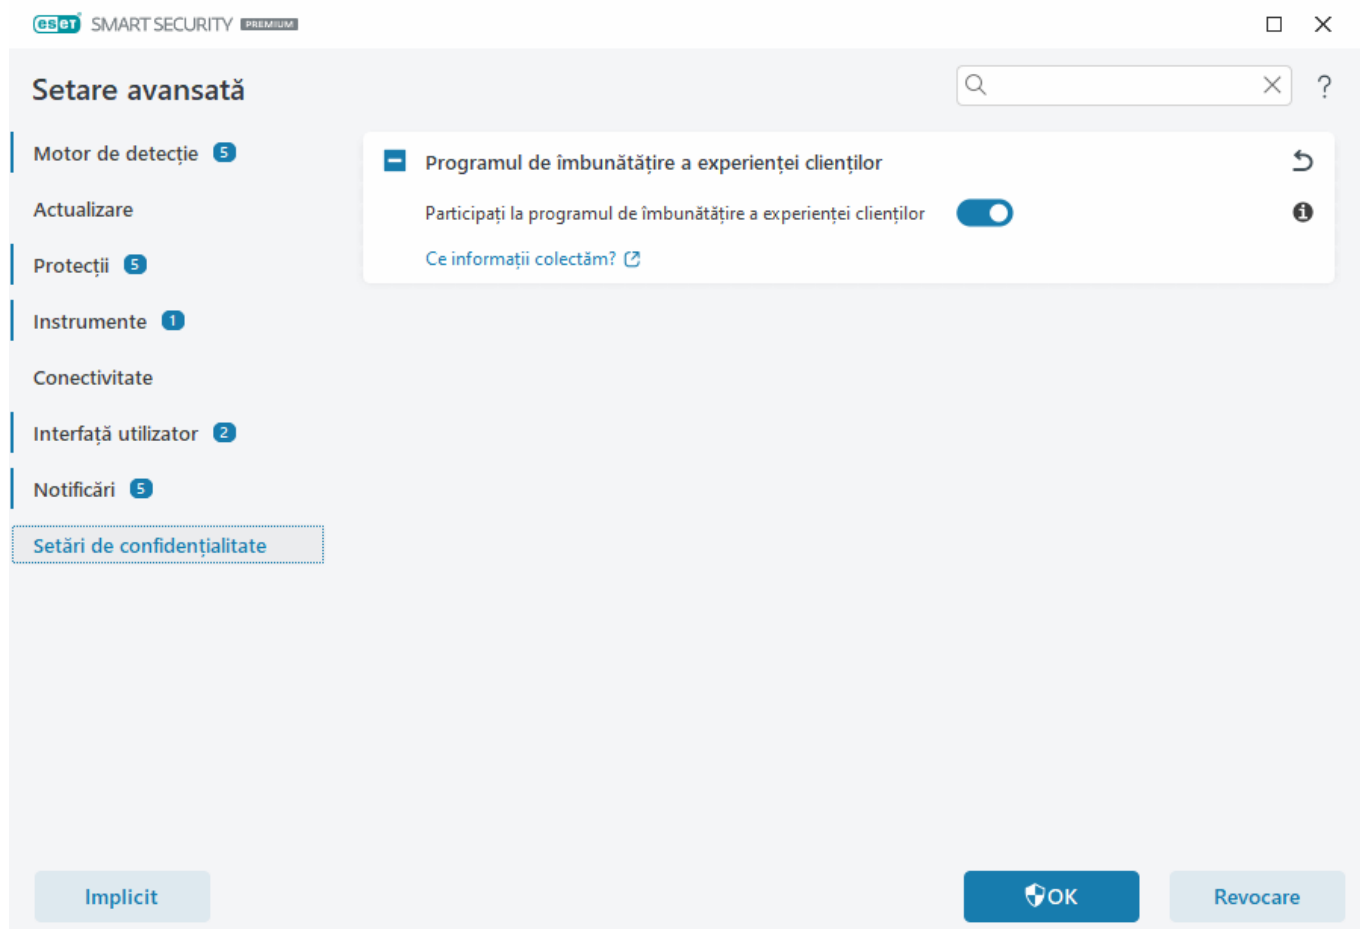 eset SMART SECURITY PREMIUM
Setare avansată
?
Motor de detecție 5
Programul de îmbunătățire a experienței clienților
Actualizare
Participați la programul de îmbunătățire a experienței clienților
Protecții 5
Ce informații colectăm?
Instrumente 1
Conectivitate
Interfață utilizator 2
Notificări 5
Setări de confidențialitate
Implicit
OK
Revocare